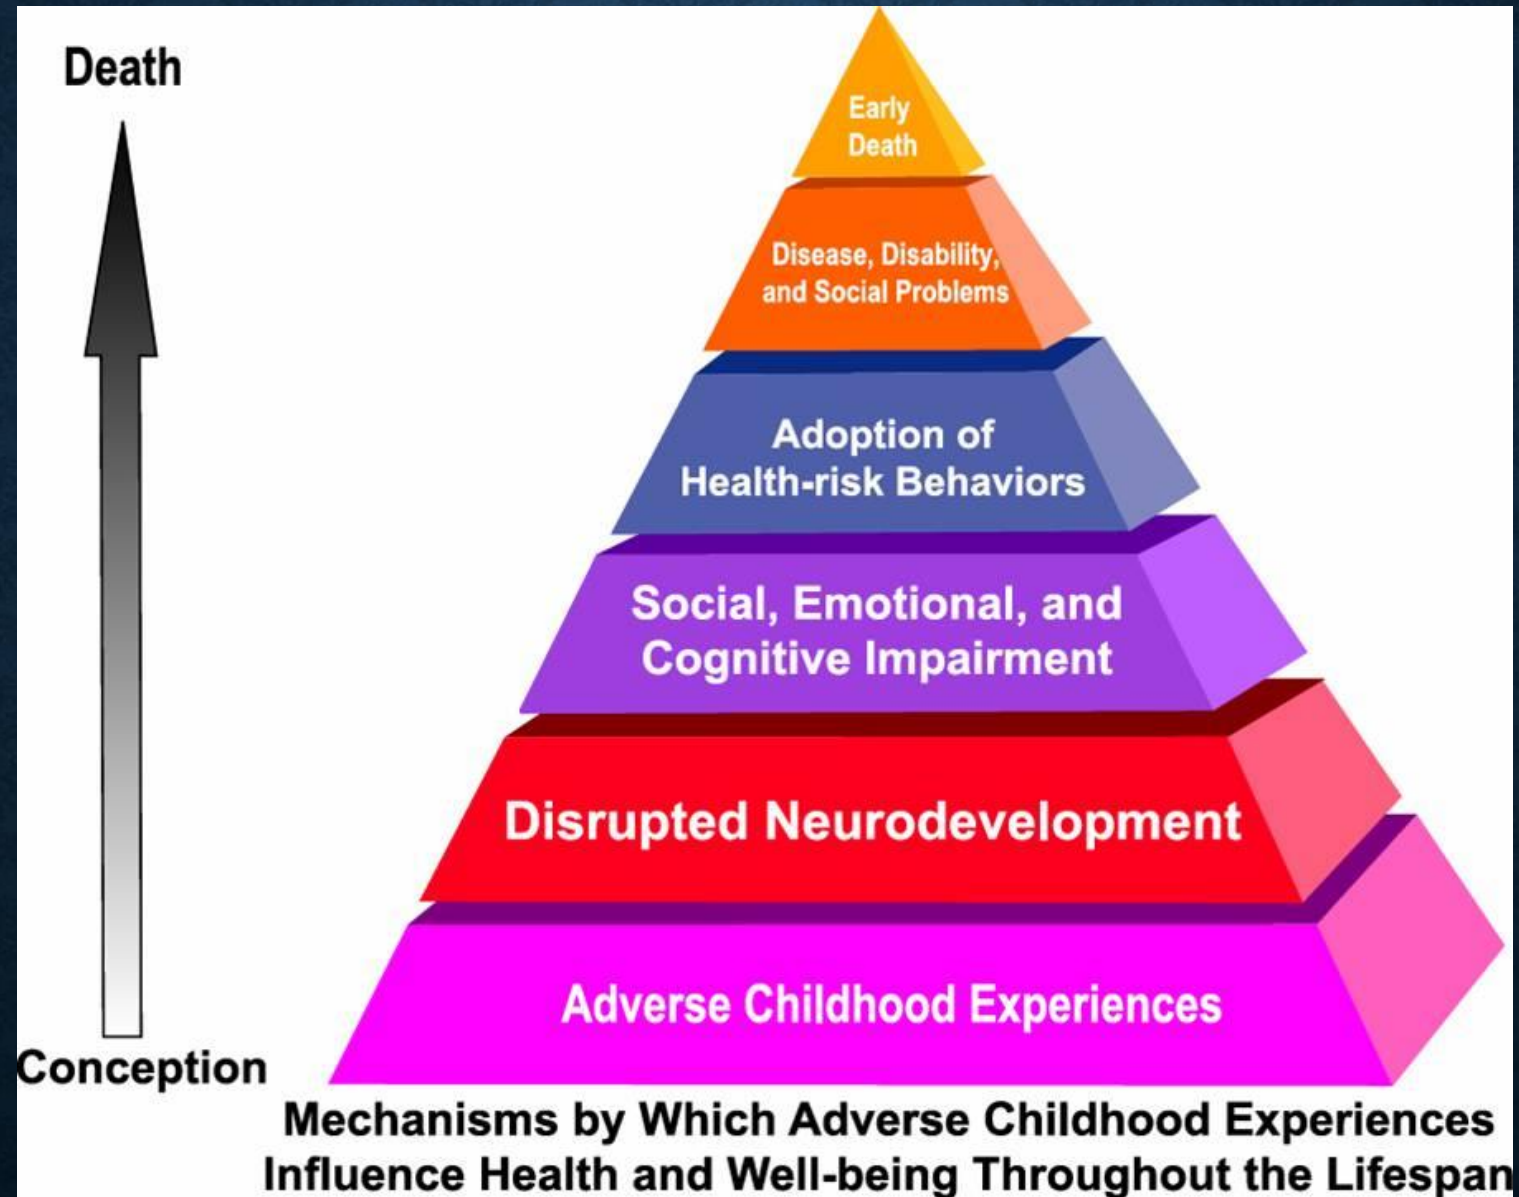 Death
Early
Death
Disease, Disability,
and Social Problems
Adoption of
Health-risk Behaviors
Social, Emotional, and
Cognitive Impairment
Disrupted Neurodevelopment
Adverse Childhood Experiences
Conception
Mechanisms by Which Adverse Childhood Experiences
Influence Health and Well-being Throughout the Lifespan